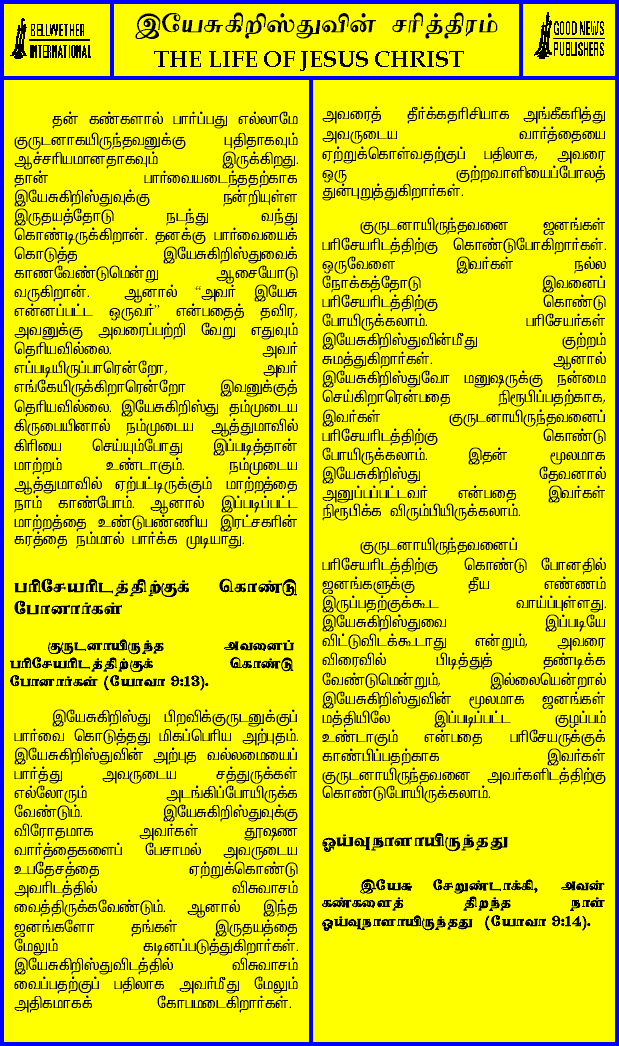 BELLWETHER
INTERNATIONAL
இயேசுகிறிஸ்துவின் சரித்திரம்
THE LIFE OF JESUS CHRIST
GOOD NEWS
PUBLISHERS
தன் கண்களால் பார்ப்பது எல்லாமே
குருடனாகயிருந்தவனுக்கு புதிதாகவும்
ஆச்சரியமானதாகவும் இருக்கிறது.
தான் பார்வையடைந்ததற்காக
இயேசுகிறிஸ்துவுக்கு நன்றியுள்ள
இருதயத்தோடு நடந்து வந்து
கொண்டிருக்கிறான். தனக்கு பார்வையைக்
கொடுத்த இயேசுகிறிஸ்துவைக்
காணவேண்டுமென்று ஆசையோடு
வருகிறான். ஆனால் “அவர் இயேசு
என்னப்பட்ட ஒருவர்” என்பதைத் தவிர,
அவனுக்கு அவரைப்பற்றி வேறு எதுவும்
தெரியவில்லை. அவர்
எப்படியிருப்பாரென்றோ, அவர்
எங்கேயிருக்கிறாரென்றோ இவனுக்குத்
தெரியவில்லை. இயேசுகிறிஸ்து தம்முடைய
கிருபையினால் நம்முடைய ஆத்துமாவில்
கிரியை செய்யும்போது இப்படித்தான்
மாற்றம் உண்டாகும். நம்முடைய
ஆத்துமாவில் ஏற்பட்டிருக்கும் மாற்றத்தை
நாம் காண்போம். ஆனால் இப்படிப்பட்ட
மாற்றத்தை உண்டுபண்ணிய இரட்சகரின்
கரத்தை நம்மால் பார்க்க முடியாது.
பரிசேயரிடத்திற்குக் கொண்டு
போனார்கள்
குருடனாயிருந்த அவனைப்
பரிசேயரிடத்திற்குக் கொண்டு
போனார்கள் (யோவா 9:13).
இயேசுகிறிஸ்து பிறவிக்குருடனுக்குப்
பார்வை கொடுத்தது மிகப்பெரிய அற்புதம்.
இயேசுகிறிஸ்துவின் அற்புத வல்லமையைப்
பார்த்து அவருடைய சத்துருக்கள்
எல்லோரும் அடங்கிப்போயிருக்க
வேண்டும். இயேசுகிறிஸ்துவுக்கு
விரோதமாக அவர்கள் தூஷண
வார்த்தைகளைப் பேசாமல் அவருடைய
உபதேசத்தை ஏற்றுக்கொண்டு
அவரிடத்தில் விசுவாசம்
வைத்திருக்கவேண்டும். ஆனால் இந்த
ஜனங்களோ தங்கள் இருதயத்தை
மேலும் கடினப்படுத்துகிறார்கள்.
இயேசுகிறிஸ்துவிடத்தில் விசுவாசம்
வைப்பதற்குப் பதிலாக அவர்மீது மேலும்
அதிகமாகக் கோபமடைகிறார்கள்.
அவரைத் தீர்க்கதரிசியாக அங்கீகரித்து
அவருடைய வார்த்தையை
ஏற்றுக்கொள்வதற்குப் பதிலாக, அவரை
ஒரு குற்றவாளியைப்போலத்
துன்புறுத்துகிறார்கள்.
குருடனாயிருந்தவனை ஜனங்கள்
பரிசேயரிடத்திற்கு கொண்டுபோகிறார்கள்.
ஒருவேளை இவர்கள் நல்ல
நோக்கத்தோடு இவனைப்
பரிசேயரிடத்திற்கு கொண்டு
போயிருக்கலாம். பரிசேயர்கள்
இயேசுகிறிஸ்துவின்மீது குற்றம்
சுமத்துகிறார்கள். ஆனால்
இயேசுகிறிஸ்துவோ மனுஷருக்கு நன்மை
செய்கிறாரென்பதை நிரூபிப்பதற்காக,
இவர்கள் குருடனாயிருந்தவனைப்
பரிசேயரிடத்திற்கு கொண்டு
போயிருக்கலாம். இதன் மூலமாக
இயேசுகிறிஸ்து தேவனால்
அனுப்பப்பட்டவர் என்பதை இவர்கள்
நிரூபிக்க விரும்பியிருக்கலாம்.
குருடனாயிருந்தவனைப்
பரிசேயரிடத்திற்கு கொண்டு போனதில்
ஜனங்களுக்கு தீய எண்ணம்
இருப்பதற்குக்கூட வாய்ப்புள்ளது.
இயேசுகிறிஸ்துவை இப்படியே
விட்டுவிடக்கூடாது என்றும், அவரை
விரைவில் பிடித்துத் தண்டிக்க
வேண்டுமென்றும், இல்லையென்றால்
இயேசுகிறிஸ்துவின் மூலமாக ஜனங்கள்
மத்தியிலே இப்படிப்பட்ட குழப்பம்
உண்டாகும் என்பதை பரிசேயருக்குக்
காண்பிப்பதற்காக இவர்கள்
குருடனாயிருந்தவனை அவர்களிடத்திற்கு
கொண்டுபோயிருக்கலாம்.
ஓய்வுநாளாயிருந்தது
இயேசு சேறுண்டாக்கி, அவன்
கண்களைத் திறந்த நாள்
ஓய்வுநாளாயிருந்தது (யோவா 9:14).